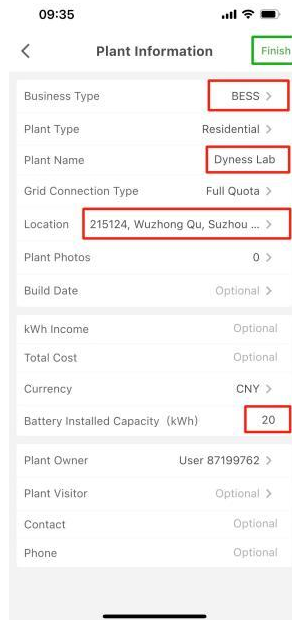 09:35
Plant Information
Finish
Business Type BESS
Plant Type Residential
Plant Name Dyness Lab
Grid Connection Type Full Quota
Location 215124, Wuzhong Qu, Suzhou ...
Plant Photos 0
Build Date Optional
kWh Income Optional
Total Cost Optional
Currency CNY
Battery Installed Capacity (kWh) 20
Plant Owner User 87199762
Plant Visitor Optional
Contact Optional
Phone Optional